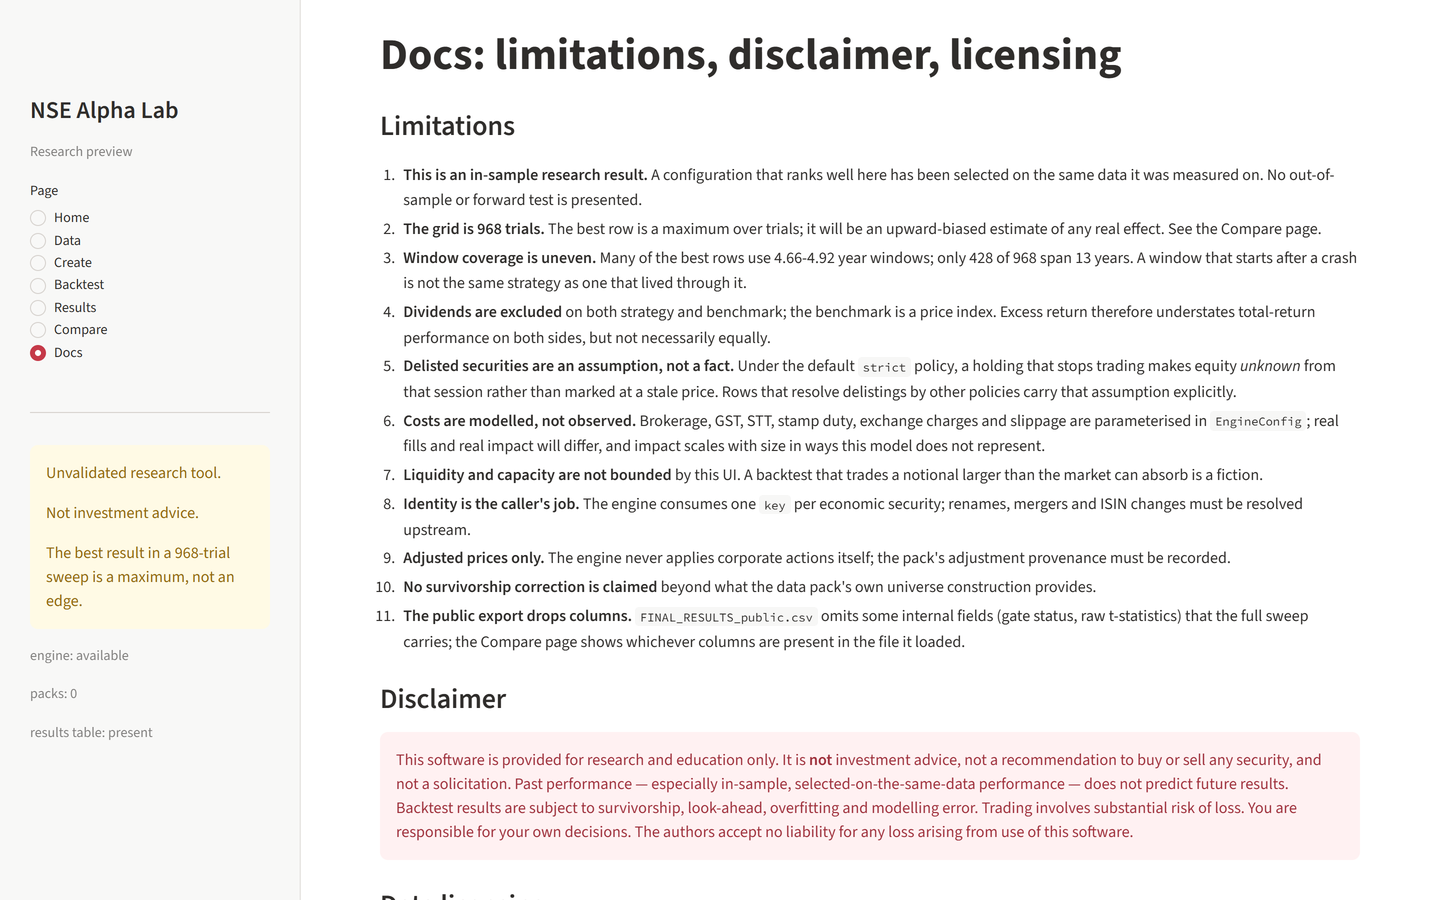 NSE Alpha Lab
Research preview
Page
Home
Data
Create
Backtest
Results
Compare
Docs
Unvalidated research tool.
Not investment advice.
The best result in a 968-trial
sweep is a maximum, not an
edge.
engine: available
packs: 0
results table: present
Docs: limitations, disclaimer, licensing
Limitations
1. This is an in-sample research result. A configuration that ranks well here has been selected on the same data it was measured on. No out-of-
sample or forward test is presented.
2. The grid is 968 trials. The best row is a maximum over trials; it will be an upward-biased estimate of any real effect. See the Compare page.
3. Window coverage is uneven. Many of the best rows use 4.66-4.92 year windows; only 428 of 968 span 13 years. A window that starts after a crash
is not the same strategy as one that lived through it.
4. Dividends are excluded on both strategy and benchmark; the benchmark is a price index. Excess return therefore understates total-return
performance on both sides, but not necessarily equally.
5. Delisted securities are an assumption, not a fact. Under the default strict policy, a holding that stops trading makes equity unknown from
that session rather than marked at a stale price. Rows that resolve delistings by other policies carry that assumption explicitly.
6. Costs are modelled, not observed. Brokerage, GST, STT, stamp duty, exchange charges and slippage are parameterised in EngineConfig; real
fills and real impact will differ, and impact scales with size in ways this model does not represent.
7. Liquidity and capacity are not bounded by this UI. A backtest that trades a notional larger than the market can absorb is a fiction.
8. Identity is the caller's job. The engine consumes one key per economic security; renames, mergers and ISIN changes must be resolved
upstream.
9. Adjusted prices only. The engine never applies corporate actions itself; the pack's adjustment provenance must be recorded.
10. No survivorship correction is claimed beyond what the data pack's own universe construction provides.
11. The public export drops columns. FINAL_RESULTS_public.csv omits some internal fields (gate status, raw t-statistics) that the full sweep
carries; the Compare page shows whichever columns are present in the file it loaded.
Disclaimer
This software is provided for research and education only. It is not investment advice, not a recommendation to buy or sell any security, and
not a solicitation. Past performance — especially in-sample, selected-on-the-same-data performance — does not predict future results.
Backtest results are subject to survivorship, look-ahead, overfitting and modelling error. Trading involves substantial risk of loss. You are
responsible for your own decisions. The authors accept no liability for any loss arising from use of this software.